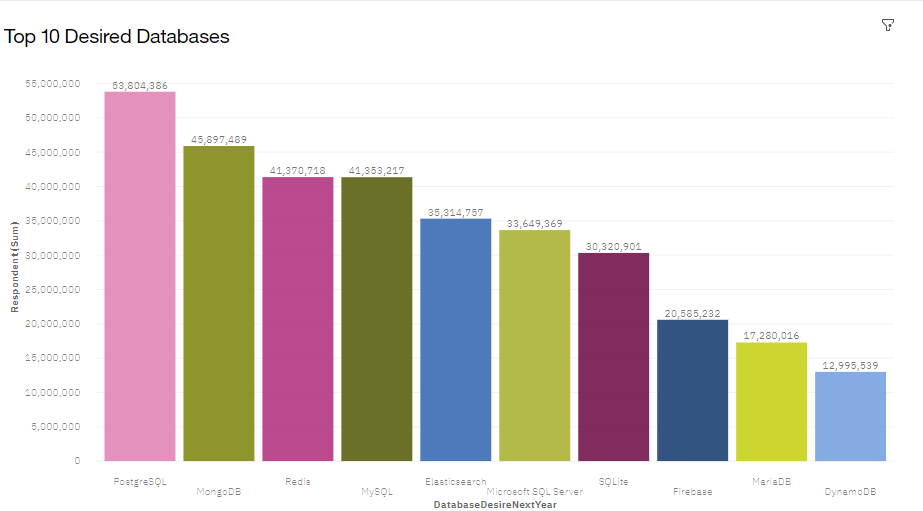 Top 10 Desired Databases
55,000,000
50,000,000
45,000,000
40,000,000
35,000,000
30,000,000
25,000,000
20,000,000
15,000,000
10,000,000
5,000,000
0
Respondent (Sum)
53,804,386
45,897,489
41,370,718
41,353,217
35,314,757
33,649,369
30,320,901
20,585,232
17,280,016
12,995,539
PostgreSQL
MongoDB
Redis
MySQL
Elasticsearch
Microsoft SQL Server
SQLite
Firebase
MariaDB
DynamoDB
DatabaseDesireNextYear